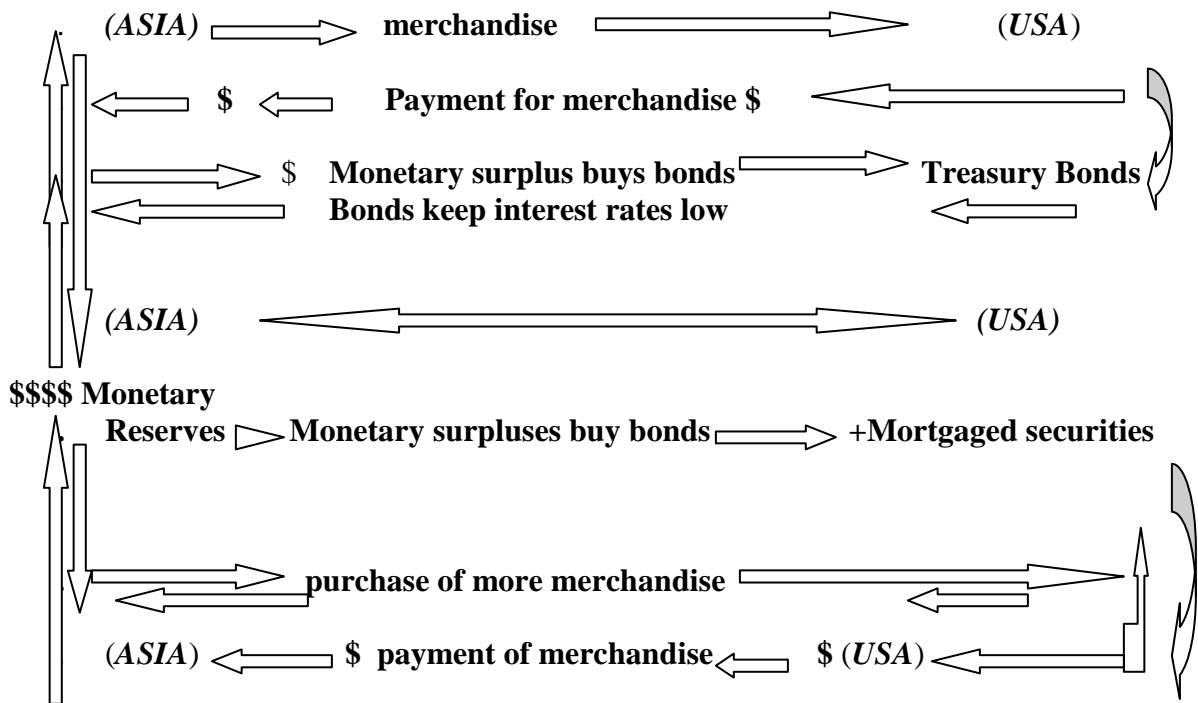 (ASIA) merchandise (USA)
$ Payment for merchandise $
$ Monetary surplus buys bonds Treasury Bonds
Bonds keep interest rates low
(ASIA) (USA)
$$$$ Monetary
Reserves Monetary surpluses buy bonds +Mortgaged securities
purchase of more merchandise
(ASIA) $ payment of merchandise $ (USA)